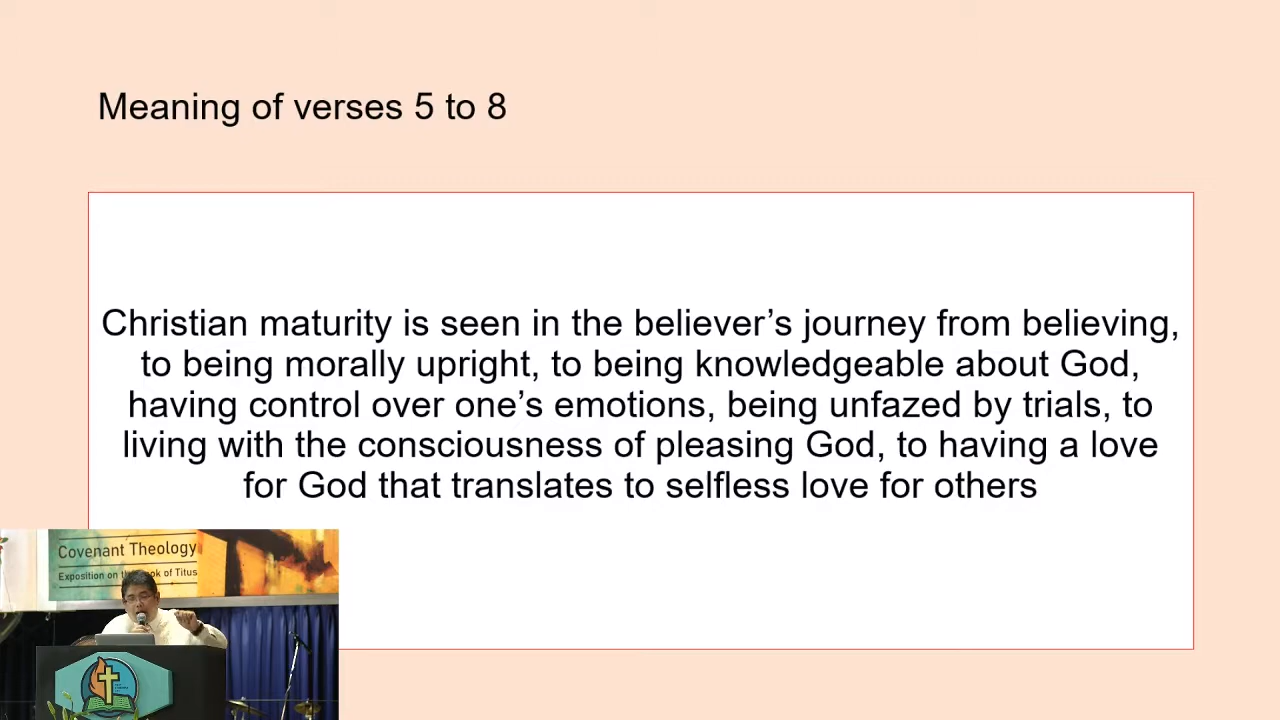 Meaning of verses 5 to 8
Christian maturity is seen in the believer’s journey from believing,
to being morally upright, to being knowledgeable about God,
having control over one’s emotions, being unfazed by trials, to
living with the consciousness of pleasing God, to having a love
for God that translates to selfless love for others
Covenant Theology
Exposition on the Book of Titus